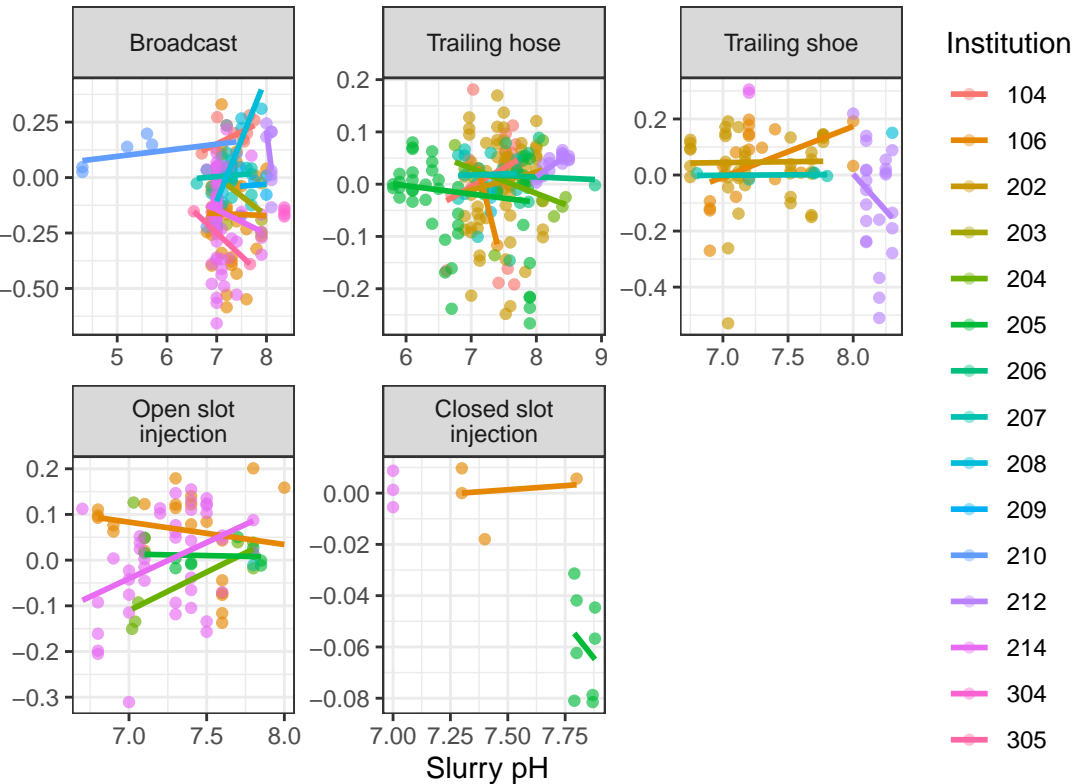 Broadcast
Trailing hose
Trailing shoe
0.25
0.00
−0.25
−0.50
5 6 7 8
0.2
0.1
0.0
−0.1
−0.2
6 7 8 9
0.2
0.0
−0.2
−0.4
7.0 7.5 8.0
Open slot
injection
Closed slot
injection
0.2
0.1
0.0
−0.1
−0.2
−0.3
7.0 7.5 8.0
0.00
−0.02
−0.04
−0.06
−0.08
7.00 7.25 7.50 7.75
Slurry pH
Institution
104
106
202
203
204
205
206
207
208
209
210
212
214
304
305